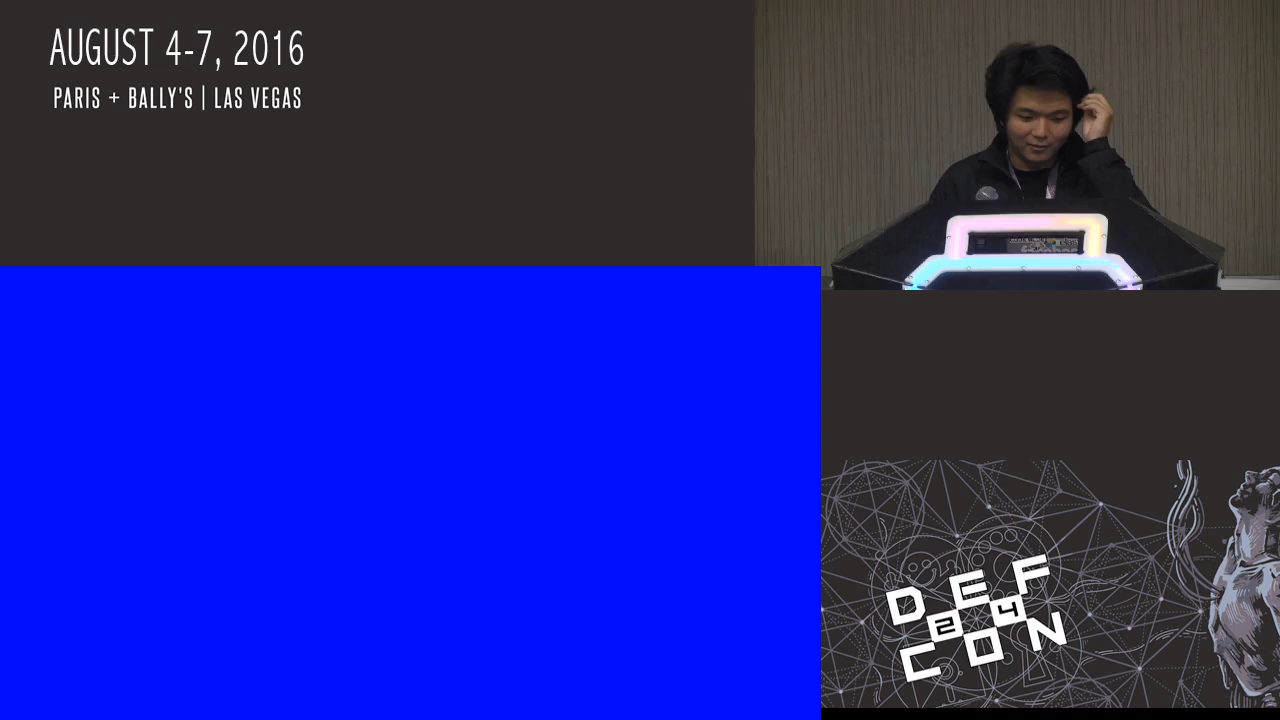 AUGUST 4-7, 2016
PARIS + BALLY'S | LAS VEGAS
DEF
24
CON